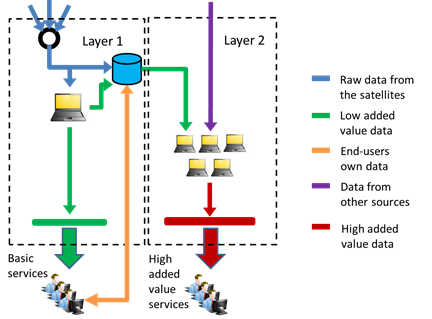 Layer 1
Layer 2
Raw data from
the satellites
Low added
value data
End-users
own data
Data from
other sources
High added
value data
Basic
services
High
added
value
services